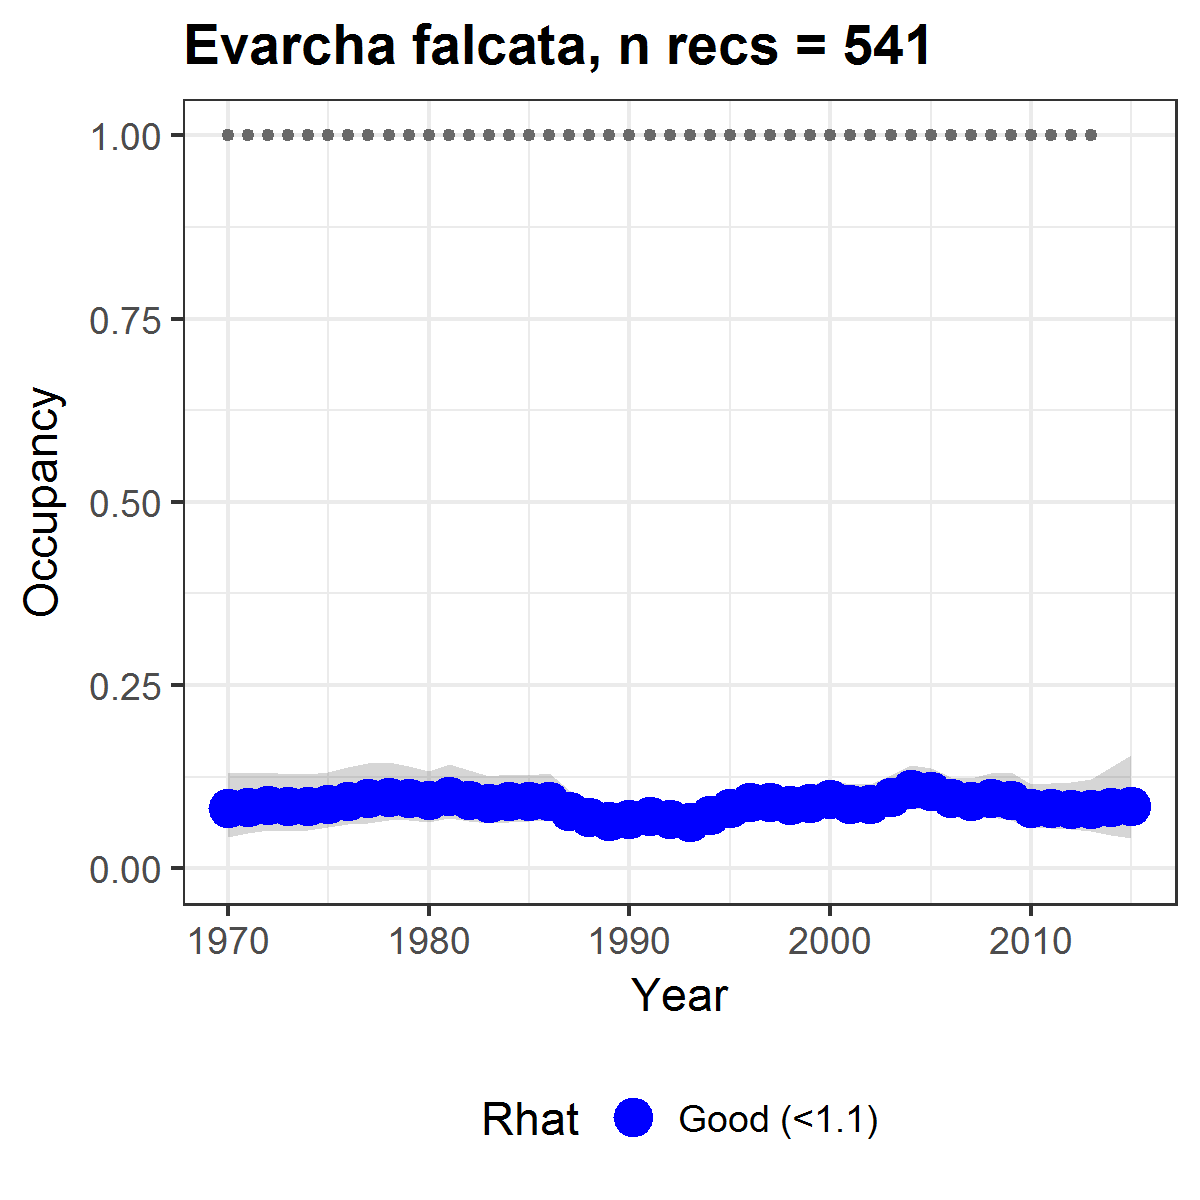 Evarcha falcata, n recs = 541
1.00
0.75
0.50
0.25
0.00
Occupancy
1970 1980 1990 2000 2010
Year
Rhat Good (<1.1)